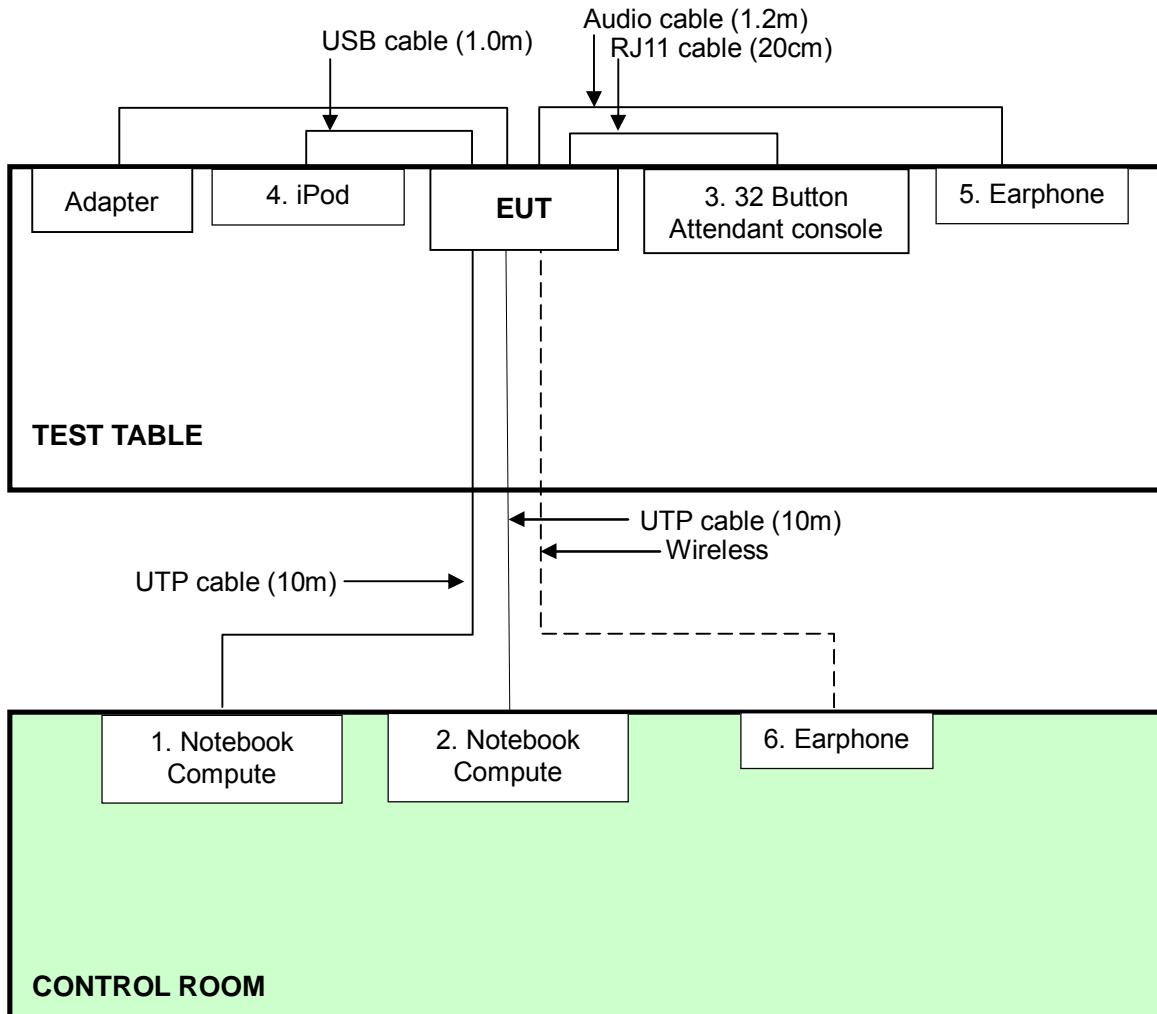 Audio cable (1.2m)
USB cable (1.0m)
RJ11 cable (20cm)
Adapter
4. iPod
EUT
3. 32 Button
Attendant console
5. Earphone
TEST TABLE
UTP cable (10m)
Wireless
UTP cable (10m)
1. Notebook
Compute
2. Notebook
Compute
6. Earphone
CONTROL ROOM